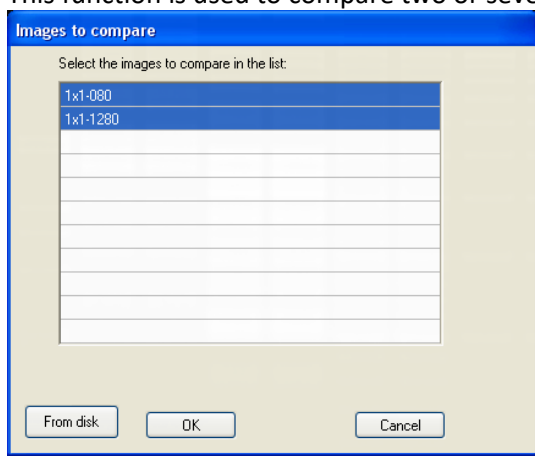 This function is used to compare two or seve
Images to compare
Select the images to compare in the list:
1x1-080
1x1-1280
From disk
OK
Cancel